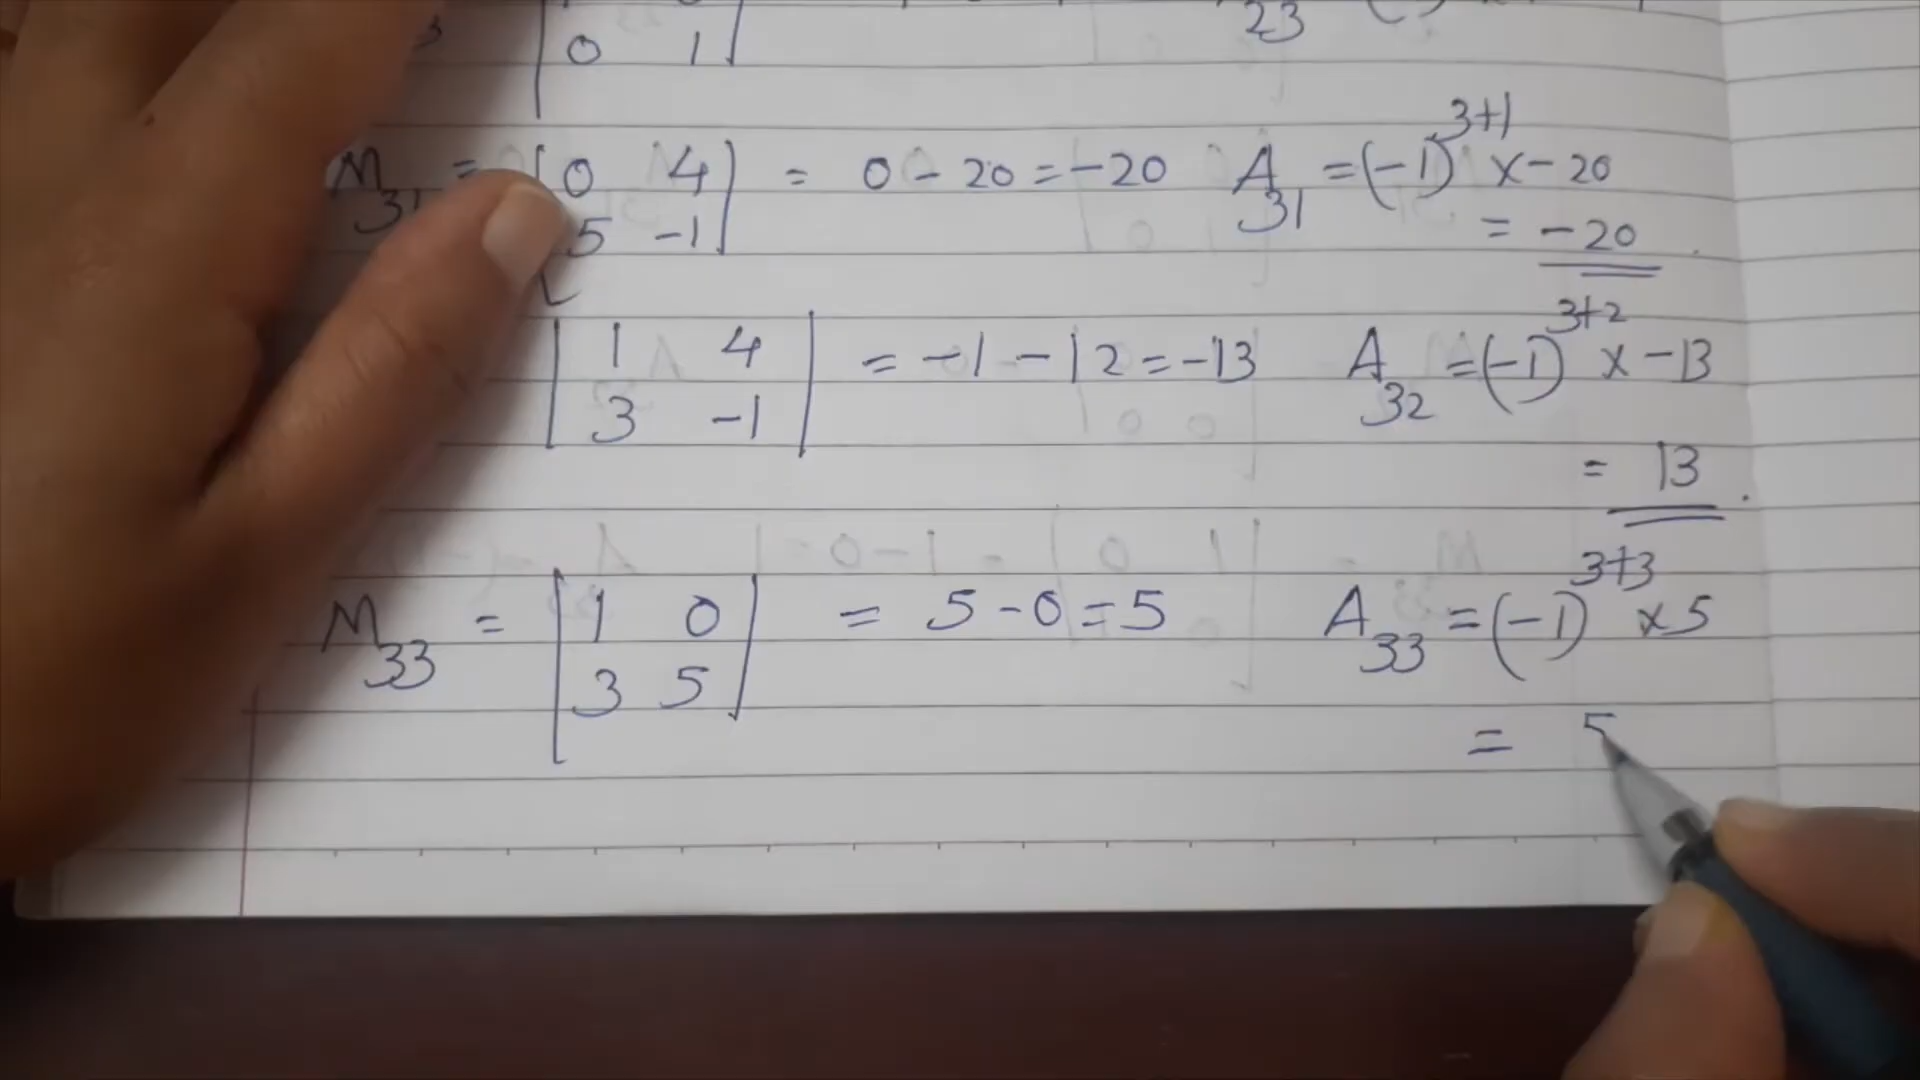 0 1 23
M31 = | 0 4 | = 0 - 20 = -20 A31 = (-1)^3+1 x -20
5 -1 = -20
| 1 4 | = -1 - 12 = -13 A32 = (-1)^3+2 x -13
3 -1
= 13
M33 = | 1 0 | = 5 - 0 = 5 A33 = (-1)^3+3 x 5
3 5
= 5